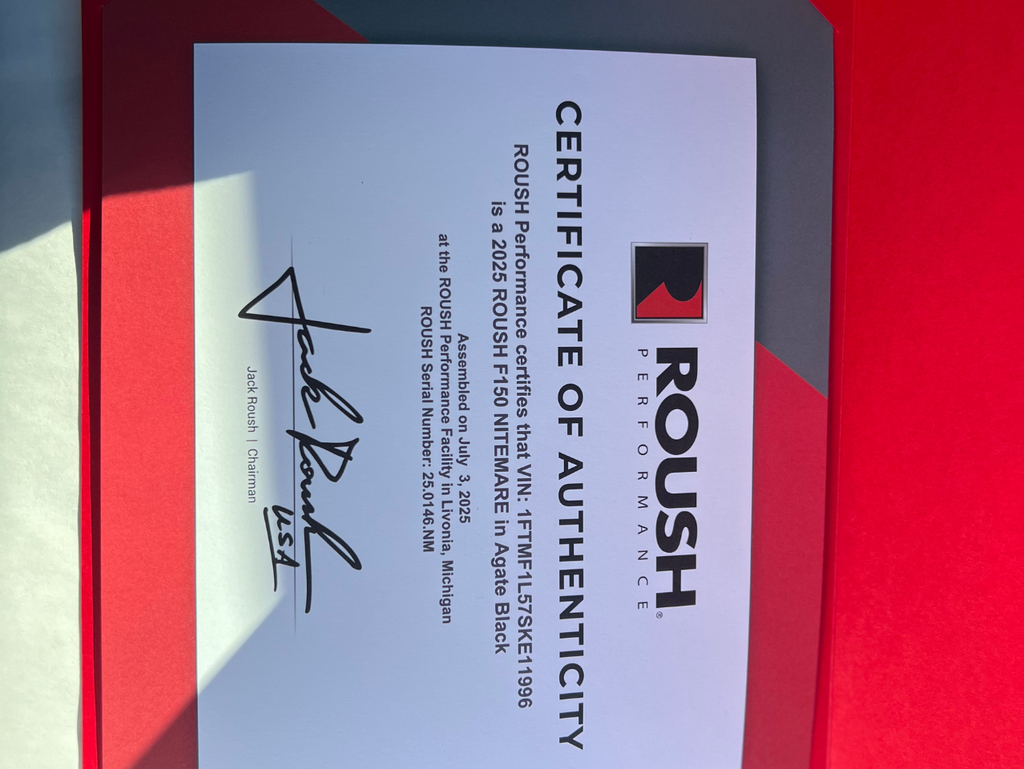 ROUSH®
PERFORMANCE
CERTIFICATE OF AUTHENTICITY
ROUSH Performance certifies that VIN: 1FTMF1L57SKE11996
is a 2025 ROUSH F150 NITEMARE in Agate Black
Assembled on July 3, 2025
at the ROUSH Performance Facility in Livonia, Michigan
ROUSH Serial Number: 25.0146.NM
Jack Roush
USA
Jack Roush | Chairman